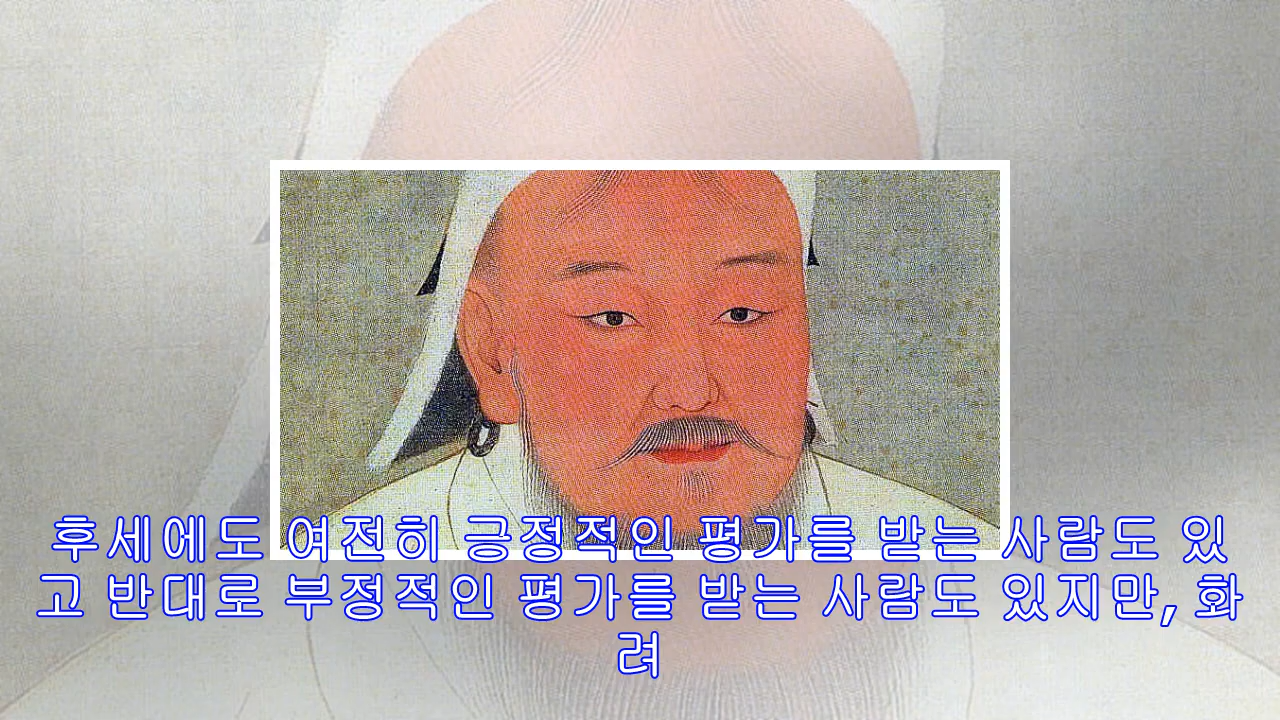 후세에도 여전히 긍정적인 평가를 받는 사람도 있
고 반대로 부정적인 평가를 받는 사람도 있지만, 화
려